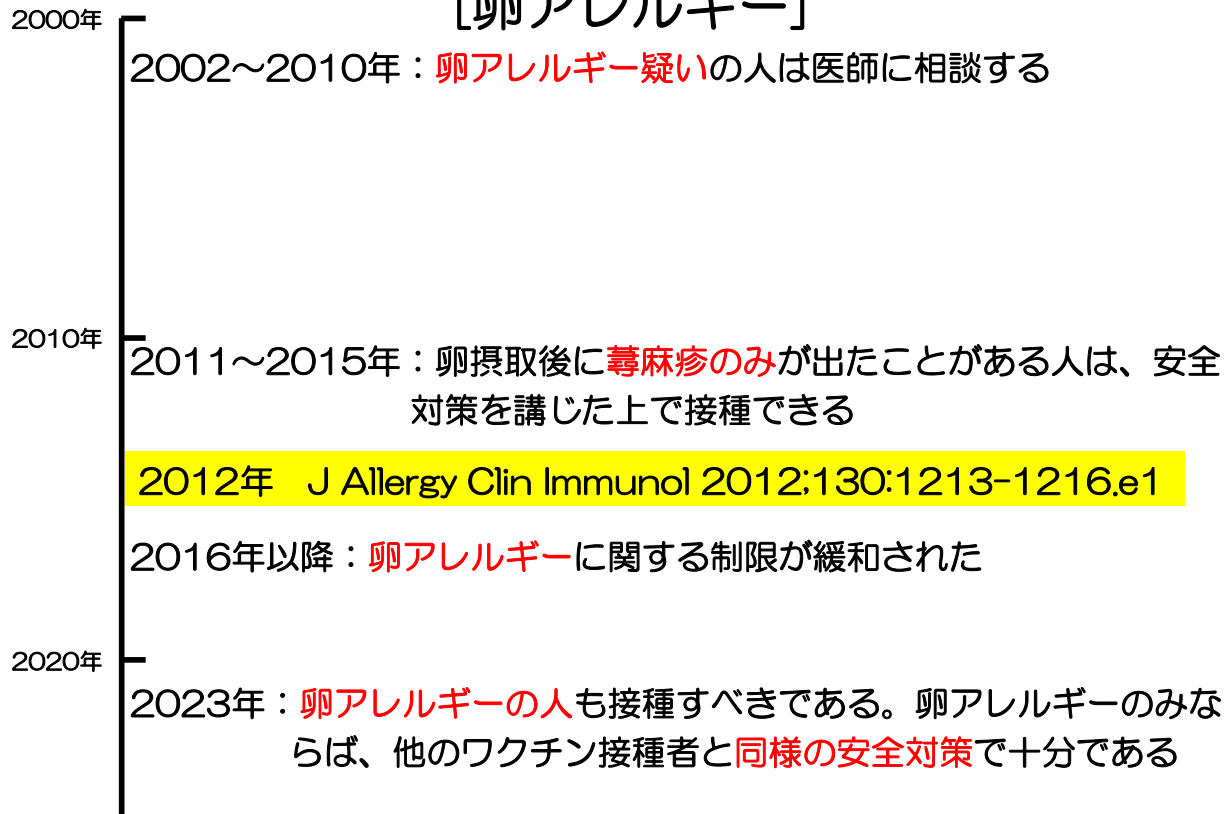 [卵アレルギー]
2000年
2002～2010年：卵アレルギー疑いの人は医師に相談する
2010年
2011～2015年：卵摂取後に蕁麻疹のみが出たことがある人は、安全
対策を講じた上で接種できる
2012年　J Allergy Clin Immunol 2012;130:1213-1216.e1
2016年以降：卵アレルギーに関する制限が緩和された
2020年
2023年：卵アレルギーの人も接種すべきである。卵アレルギーのみな
らば、他のワクチン接種者と同様の安全対策で十分である